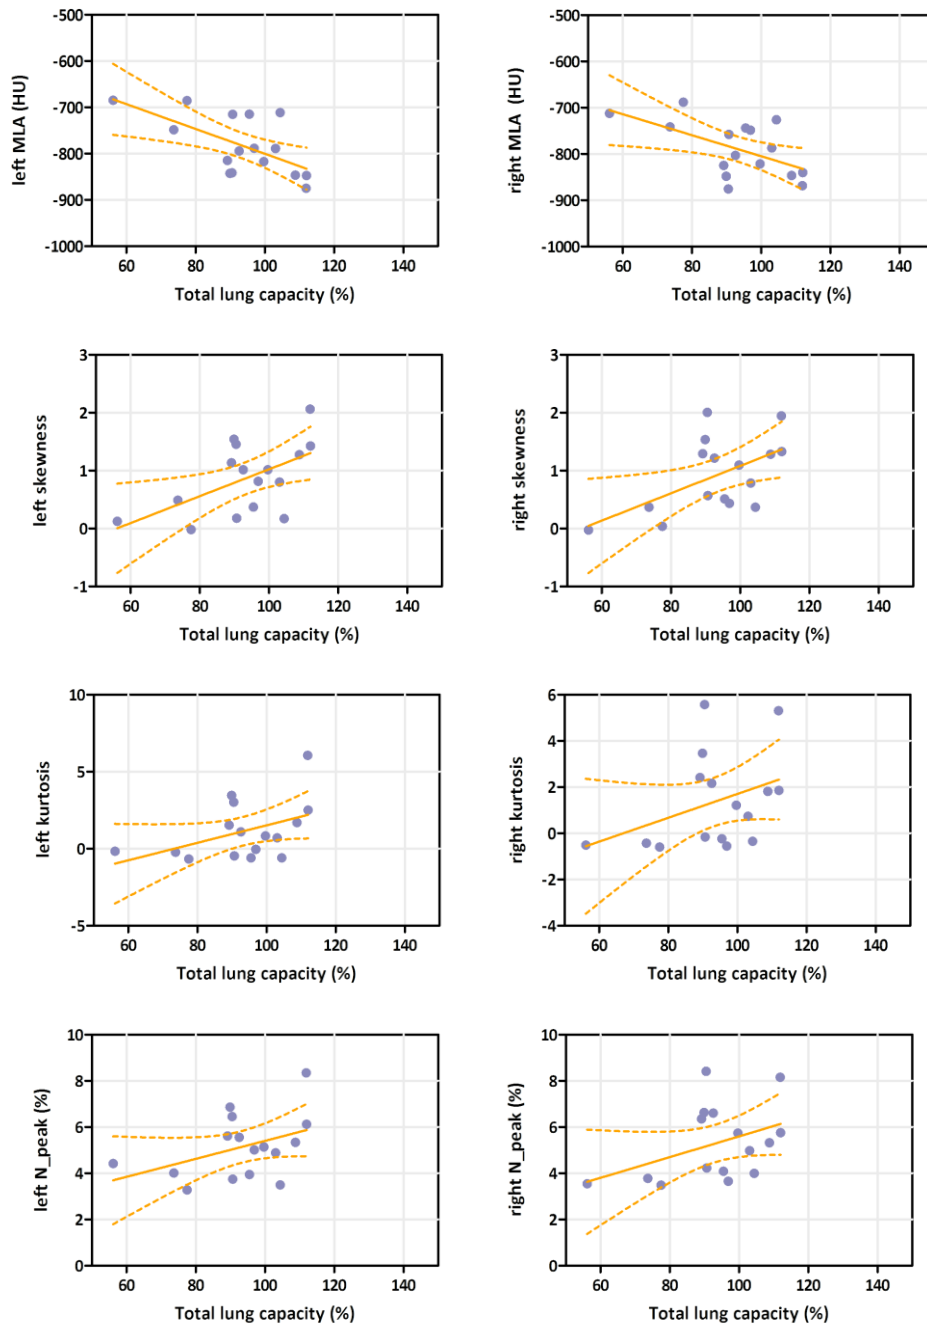 -500
-600
-700
-800
-900
-1000
left MLA (HU)
60 80 100 120 140
Total lung capacity (%)
-500
-600
-700
-800
-900
-1000
right MLA (HU)
60 80 100 120 140
Total lung capacity (%)
3
2
1
0
-1
left skewness
60 80 100 120 140
Total lung capacity (%)
3
2
1
0
-1
right skewness
60 80 100 120 140
Total lung capacity (%)
10
5
0
-5
left kurtosis
60 80 100 120 140
Total lung capacity (%)
6
4
2
0
-2
-4
right kurtosis
60 80 100 120 140
Total lung capacity (%)
10
8
6
4
2
0
left N_peak (%)
60 80 100 120 140
Total lung capacity (%)
10
8
6
4
2
0
right N_peak (%)
60 80 100 120 140
Total lung capacity (%)